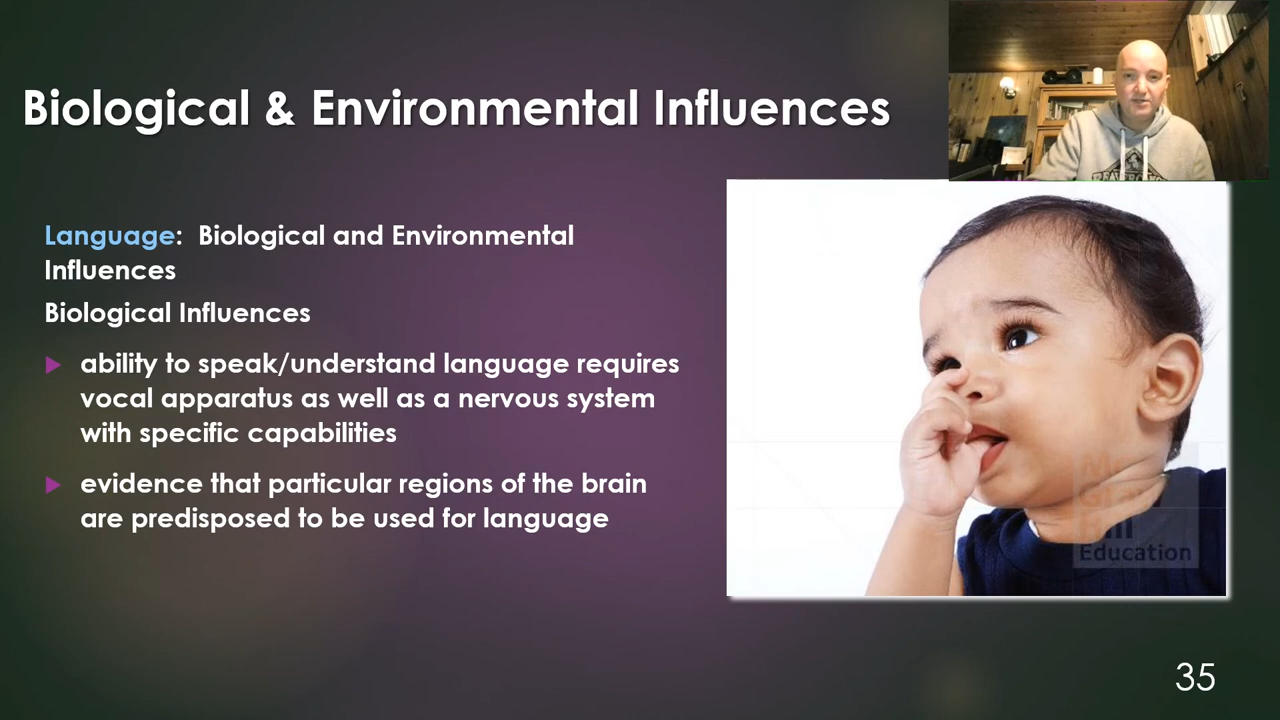 Biological & Environmental Influences
Language:  Biological and Environmental
Influences
Biological Influences
ability to speak/understand language requires
vocal apparatus as well as a nervous system
with specific capabilities
evidence that particular regions of the brain
are predisposed to be used for language
Education
35